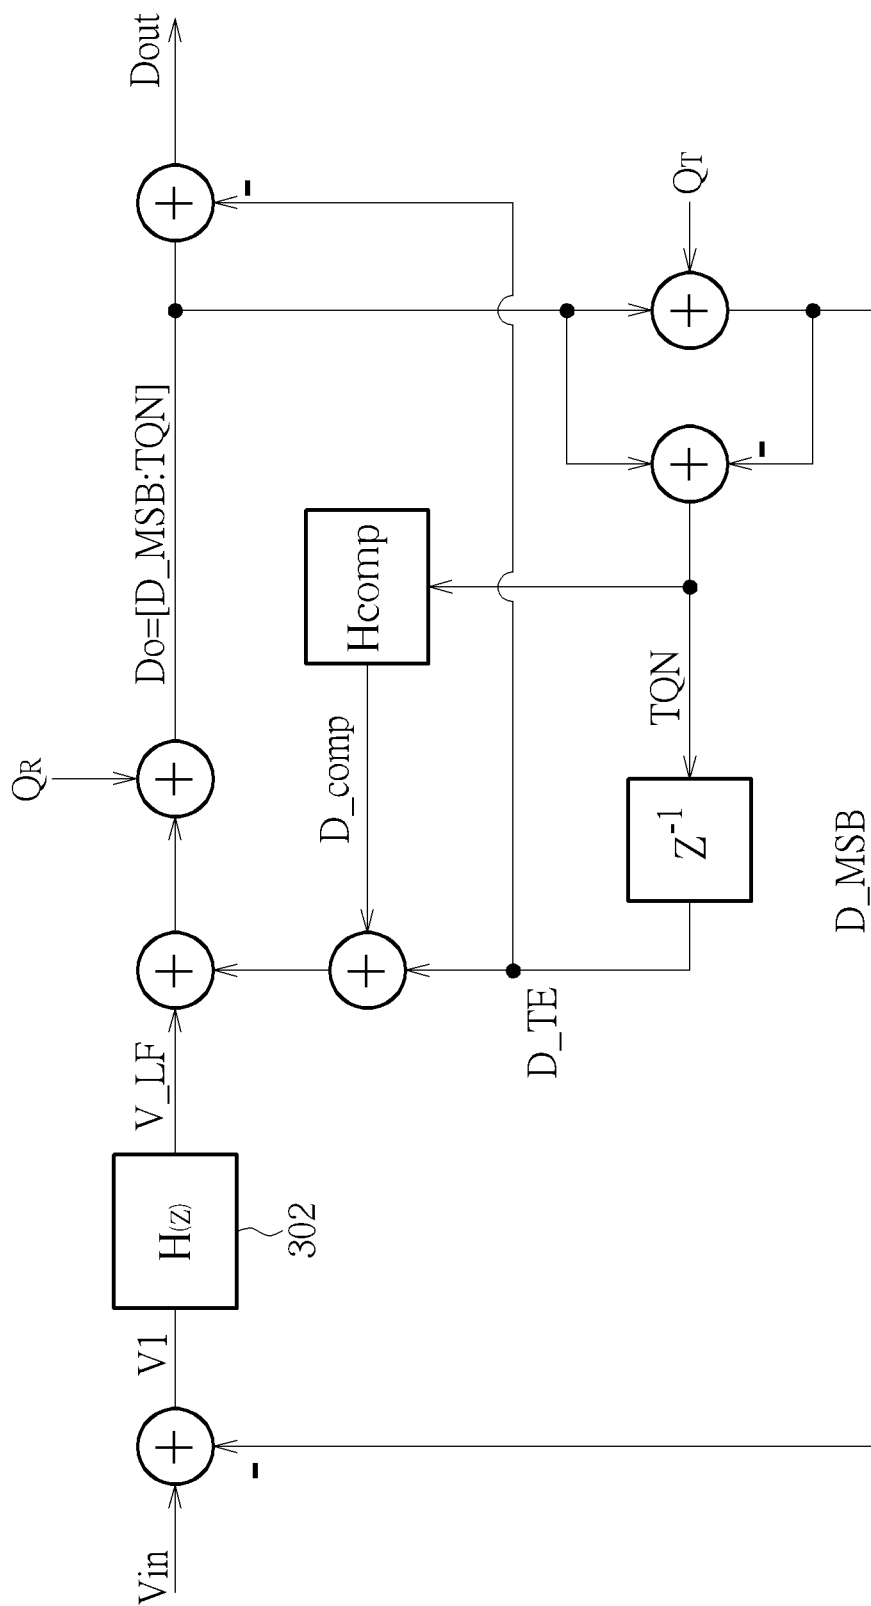 Vin
V1
H(Z)
302
V_LF
QR
Do=[D_MSB:TQN]
Dout
D_comp
Hcomp
D_TE
Z-1
TQN
QT
D_MSB
+
+
+
+
+
+
+
-
-
-